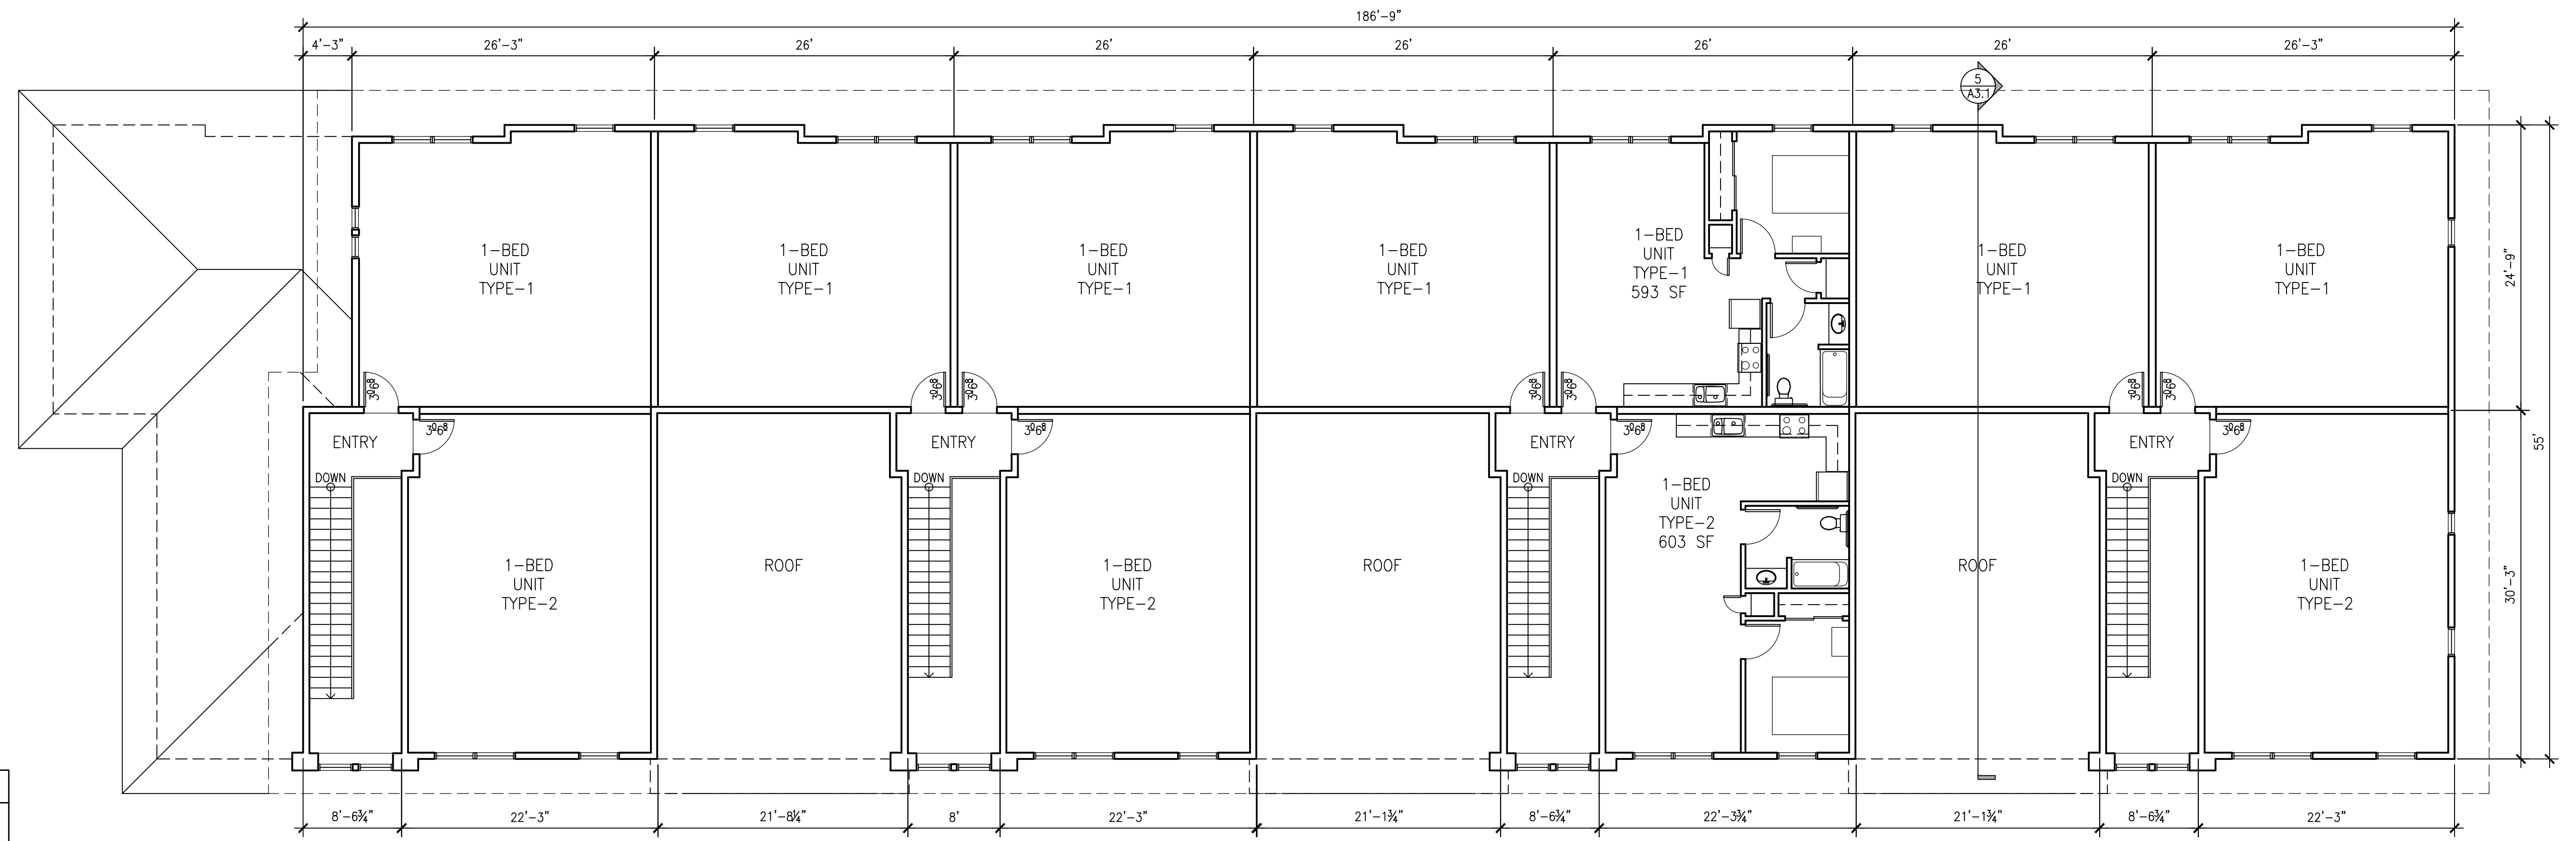 186'-9"
4'-3" 26'-3" 26' 26' 26' 26' 26' 26'-3"
5
A3.1
1-BED
UNIT
TYPE-1
1-BED
UNIT
TYPE-1
1-BED
UNIT
TYPE-1
1-BED
UNIT
TYPE-1
1-BED
UNIT
TYPE-1
593 SF
1-BED
UNIT
TYPE-1
1-BED
UNIT
TYPE-1
24'-9"
55'
30'-3"
3068
3068
3068
3068
3068
3068
3068
ENTRY
3068
ENTRY
3068
ENTRY
3068
ENTRY
3068
DOWN
DOWN
DOWN
DOWN
1-BED
UNIT
TYPE-2
ROOF
1-BED
UNIT
TYPE-2
ROOF
1-BED
UNIT
TYPE-2
603 SF
ROOF
1-BED
UNIT
TYPE-2
8'-6¾" 22'-3" 21'-8¼" 8' 22'-3" 21'-1¾" 8'-6¾" 22'-3¾" 21'-1¾" 8'-6¾" 22'-3"